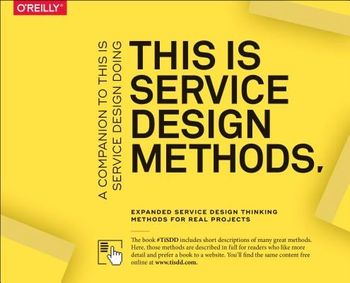 O'REILLY®
A COMPANION TO THIS IS
SERVICE DESIGN DOING
THIS IS
SERVICE
DESIGN
METHODS.
EXPANDED SERVICE DESIGN THINKING
METHODS FOR REAL PROJECTS
The book #TiSDD includes short descriptions of many great methods.
Here, those methods are described in full for readers who like more
detail and prefer a book to a website. You'll find the same content free
online at www.tisdd.com.